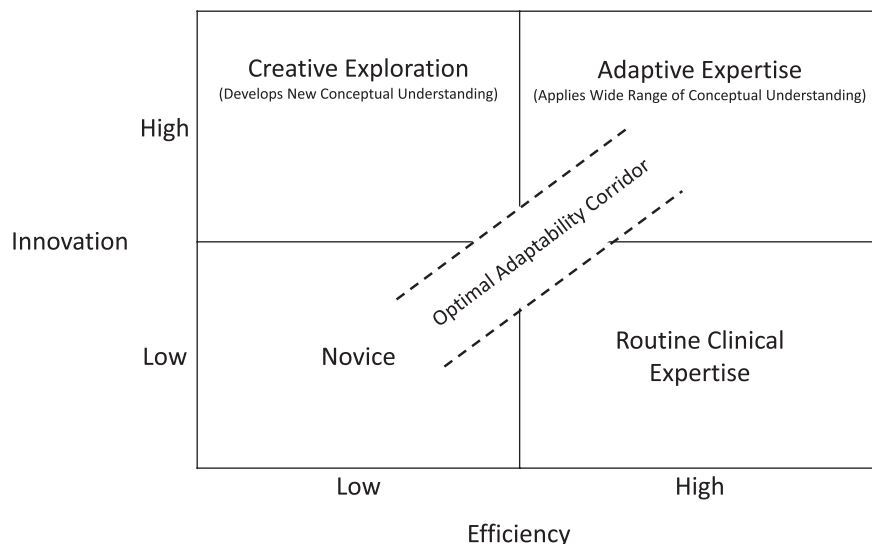 Creative Exploration
(Develops New Conceptual Understanding)
Adaptive Expertise
(Applies Wide Range of Conceptual Understanding)
High
Innovation
Optimal Adaptability Corridor
Low
Novice
Routine Clinical
Expertise
Low
High
Efficiency